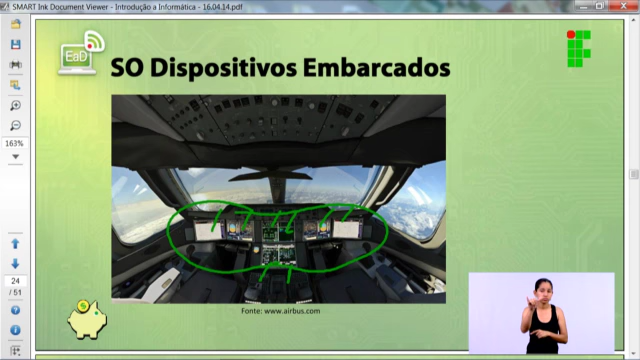 SMART Ink Document Viewer - Introdução a Informática - 16.04.14.pdf
EaD
SO Dispositivos Embarcados
163%
24
/ 51
Fonte: www.airbus.com